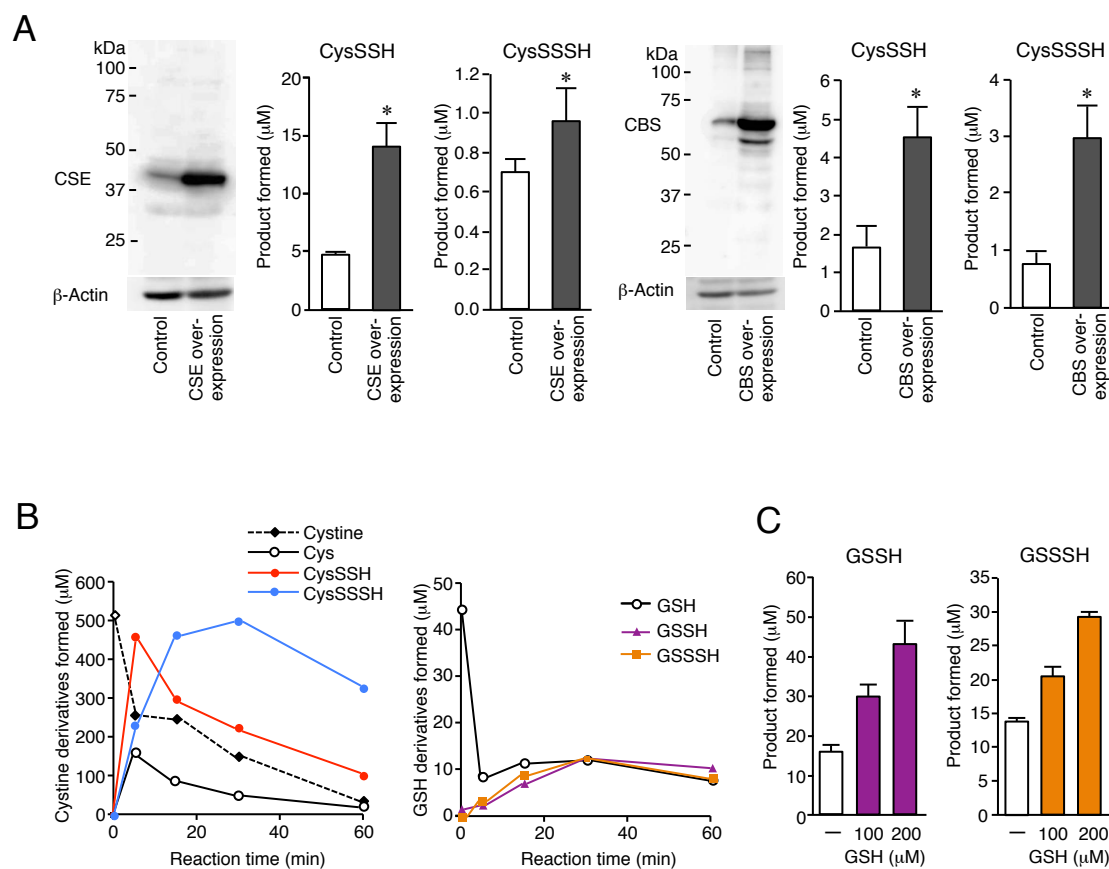 A
kDa
100
75
50
CSE
37
25
β-Actin
Control
CSE over-
expression
CysSSH
Product formed (μM)
20
15
10
5
0
*
Control
CSE over-
expression
CysSSSH
Product formed (μM)
1.2
1.0
0.8
0.6
0.4
0.2
0.0
*
Control
CSE over-
expression
kDa
100
75
CBS
50
37
25
β-Actin
Control
CBS over-
expression
CysSSH
Product formed (μM)
6
5
4
3
2
1
0
*
Control
CBS over-
expression
CysSSSH
Product formed (μM)
4
3
2
1
0
*
Control
CBS over-
expression
B
Cystine
Cys
CysSSH
CysSSSH
Cystine derivatives formed (μM)
600
500
400
300
200
100
0
0 20 40 60
Reaction time (min)
GSH
GSSH
GSSSH
GSH derivatives formed (μM)
50
40
30
20
10
0
0 20 40 60
Reaction time (min)
C
GSSH
Product formed (μM)
60
50
40
30
20
10
0
– 100 200
GSH (μM)
GSSSH
Product formed (μM)
35
30
25
20
15
10
5
0
– 100 200
GSH (μM)